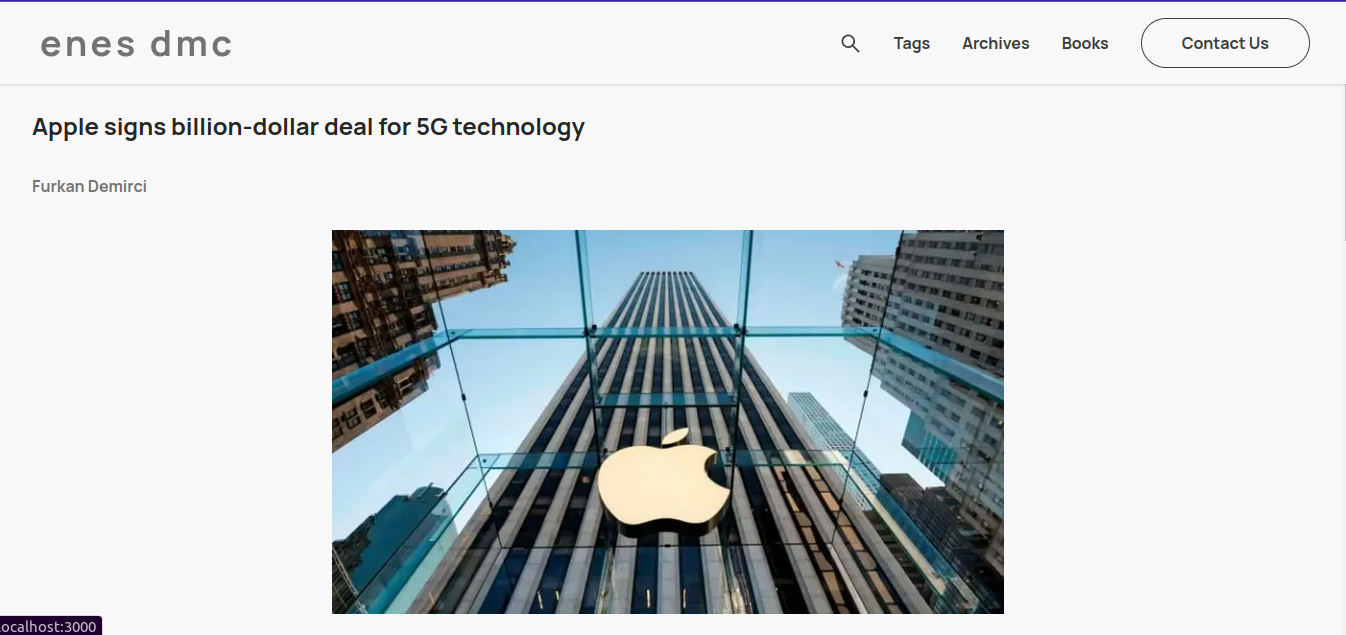 enes dmc
Tags
Archives
Books
Contact Us
Apple signs billion-dollar deal for 5G technology
Furkan Demirci
ocalhost:3000